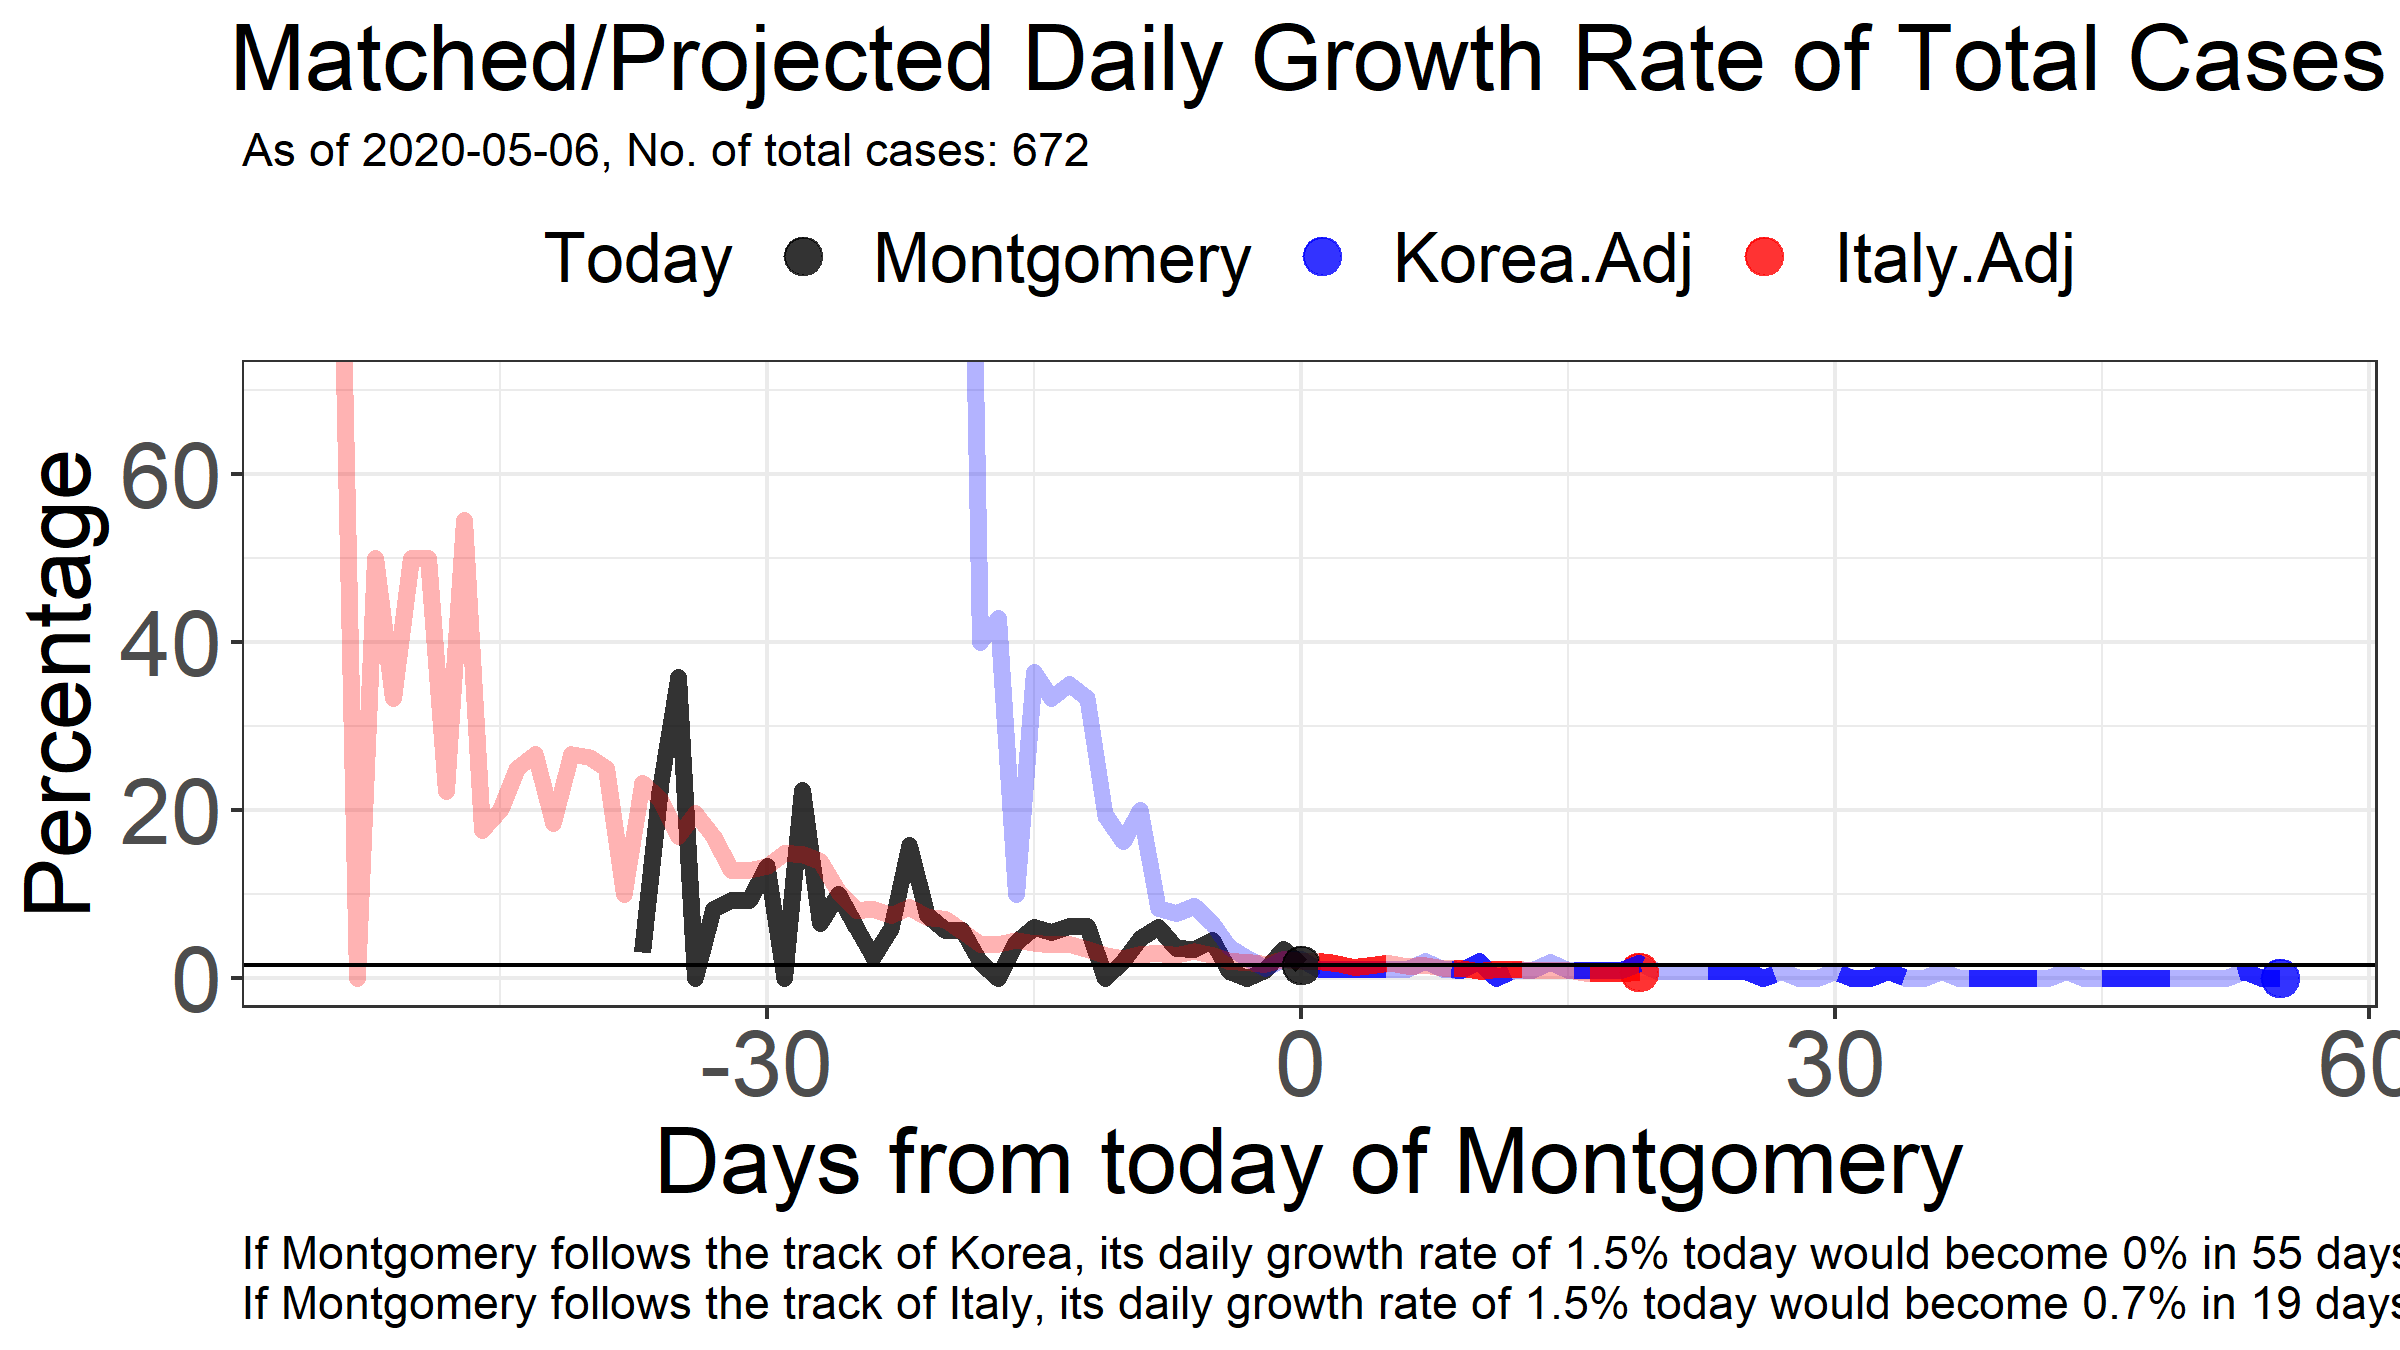 Matched/Projected Daily Growth Rate of Total Cases
As of 2020-05-06, No. of total cases: 672
Today Montgomery Korea.Adj Italy.Adj
Percentage
60
40
20
0
-30 0 30 60
Days from today of Montgomery
If Montgomery follows the track of Korea, its daily growth rate of 1.5% today would become 0% in 55 days
If Montgomery follows the track of Italy, its daily growth rate of 1.5% today would become 0.7% in 19 days